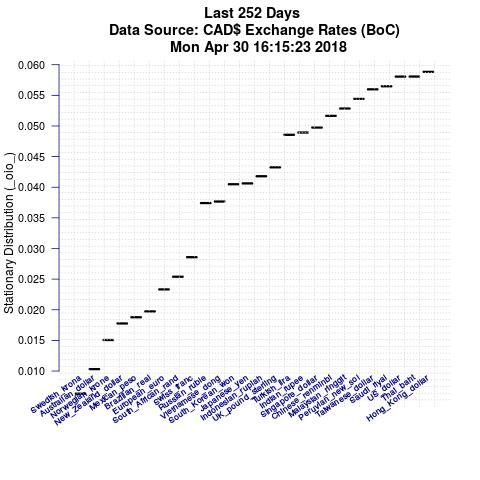 Last 252 Days
Data Source: CAD$ Exchange Rates (BoC)
Mon Apr 30 16:15:23 2018
Stationary Distribution (_oio_)
0.060
0.055
0.050
0.045
0.040
0.035
0.030
0.025
0.020
0.015
0.010
Swedish_krona
Australian_dollar
Norwegian_krone
New_Zealand_dollar
Mexican_peso
Brazilian_real
European_euro
South_African_rand
Swiss_franc
Russian_ruble
Vietnamese_dong
South_Korean_won
Japanese_yen
Indonesian_rupiah
UK_pound_sterling
Turkish_lira
Indian_rupee
Singapore_dollar
Chinese_renminbi
Malaysian_ringgit
Peruvian_new_sol
Taiwanese_dollar
Saudi_riyal
US_dollar
Thai_baht
Hong_Kong_dollar